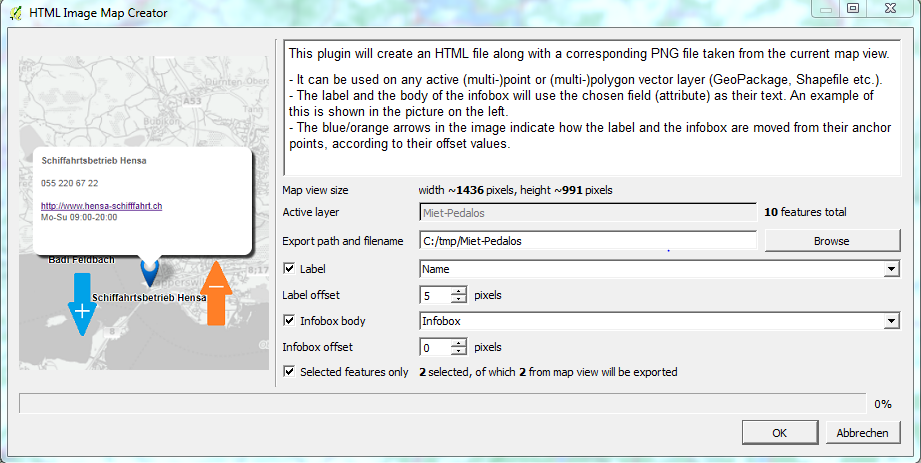 HTML Image Map Creator
This plugin will create an HTML file along with a corresponding PNG file taken from the current map view.
- It can be used on any active (multi-)point or (multi-)polygon vector layer (GeoPackage, Shapefile etc.).
- The label and the body of the infobox will use the chosen field (attribute) as their text. An example of
this is shown in the picture on the left.
- The blue/orange arrows in the image indicate how the label and the infobox are moved from their anchor
points, according to their offset values.
A53
Schiffahrtsbetrieb Hensa
055 220 67 22
http://www.hensa-schifffahrt.ch
Mo-Su 09:00-20:00
Badi Feldbach
Schiffahrtsbetrieb Hensa
Map view size width ~1436 pixels, height ~991 pixels
Active layer Miet-Pedalos 10 features total
Export path and filename C:/tmp/Miet-Pedalos Browse
Label Name
Label offset 5 pixels
Infobox body Infobox
Infobox offset 0 pixels
Selected features only 2 selected, of which 2 from map view will be exported
0%
OK Abbrechen